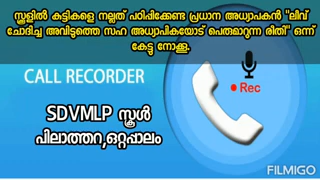 സ്കൂളിൽ കുട്ടികളെ നല്ലത് പഠിപ്പിക്കേണ്ട പ്രധാന അധ്യാപകൻ "ലീവ്
ചോദിച്ച അവിടുത്തെ സഹ അധ്യാപികയോട് പെരുമാറുന്ന രീതി" ഒന്ന്
കേട്ടു നോക്കൂ.
CALL RECORDER
Rec
SDVMLP സ്കൂൾ
പിലാത്തറ,ഒറ്റപ്പാലം
FILMIGO